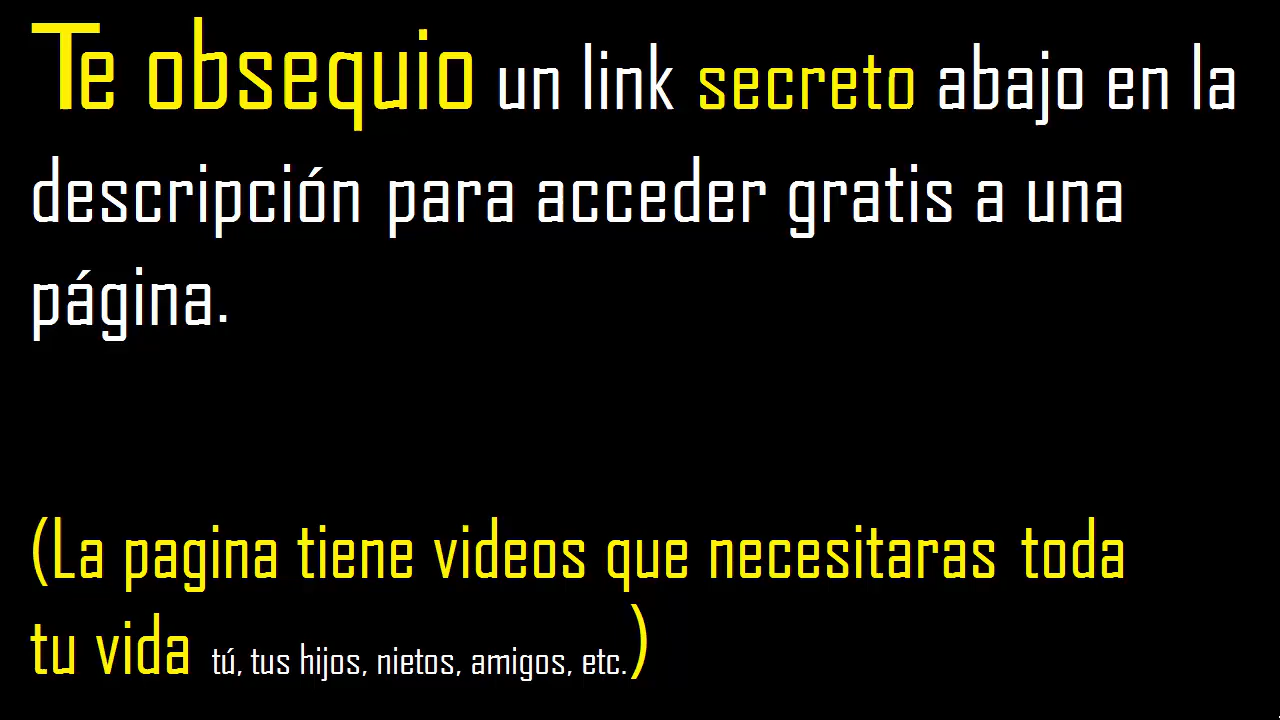 Te obsequio un link secreto abajo en la
descripción para acceder gratis a una
página.
(La pagina tiene videos que necesitaras toda
tu vida tú, tus hijos, nietos, amigos, etc.)